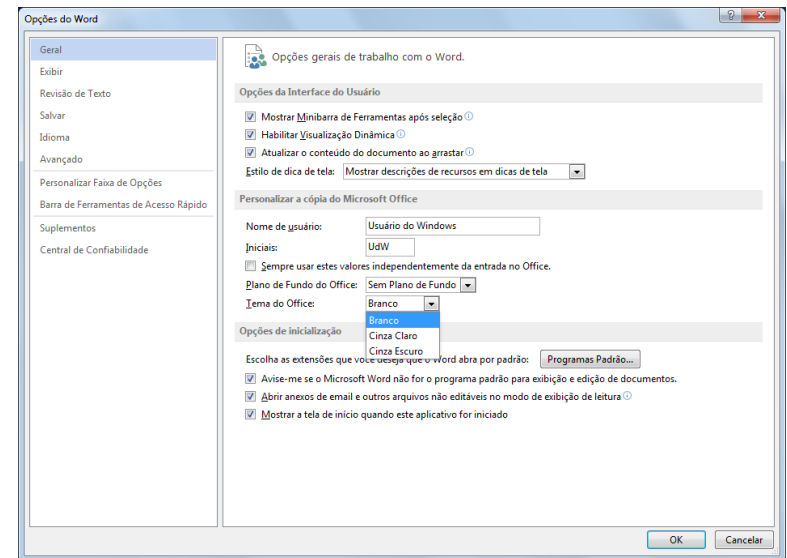 Opções do Word
Geral
Exibir
Revisão de Texto
Salvar
Idioma
Avançado
Personalizar Faixa de Opções
Barra de Ferramentas de Acesso Rápido
Suplementos
Central de Confiabilidade
Opções gerais de trabalho com o Word.
Opções da Interface do Usuário
Mostrar Minibarra de Ferramentas após seleção
Habilitar Visualização Dinâmica
Atualizar o conteúdo do documento ao arrastar
Estilo de dica de tela: Mostrar descrições de recursos em dicas de tela
Personalizar a cópia do Microsoft Office
Nome de usuário: Usuário do Windows
Iniciais: UdW
Sempre usar estes valores independentemente da entrada no Office.
Plano de Fundo do Office: Sem Plano de Fundo
Tema do Office: Branco
Branco
Cinza Claro
Cinza Escuro
Opções de inicialização
Escolha as extensões que você deseja que o Word abra por padrão: Programas Padrão...
Avise-me se o Microsoft Word não for o programa padrão para exibição e edição de documentos.
Abrir anexos de email e outros arquivos não editáveis no modo de exibição de leitura
Mostrar a tela de início quando este aplicativo for iniciado
OK Cancelar